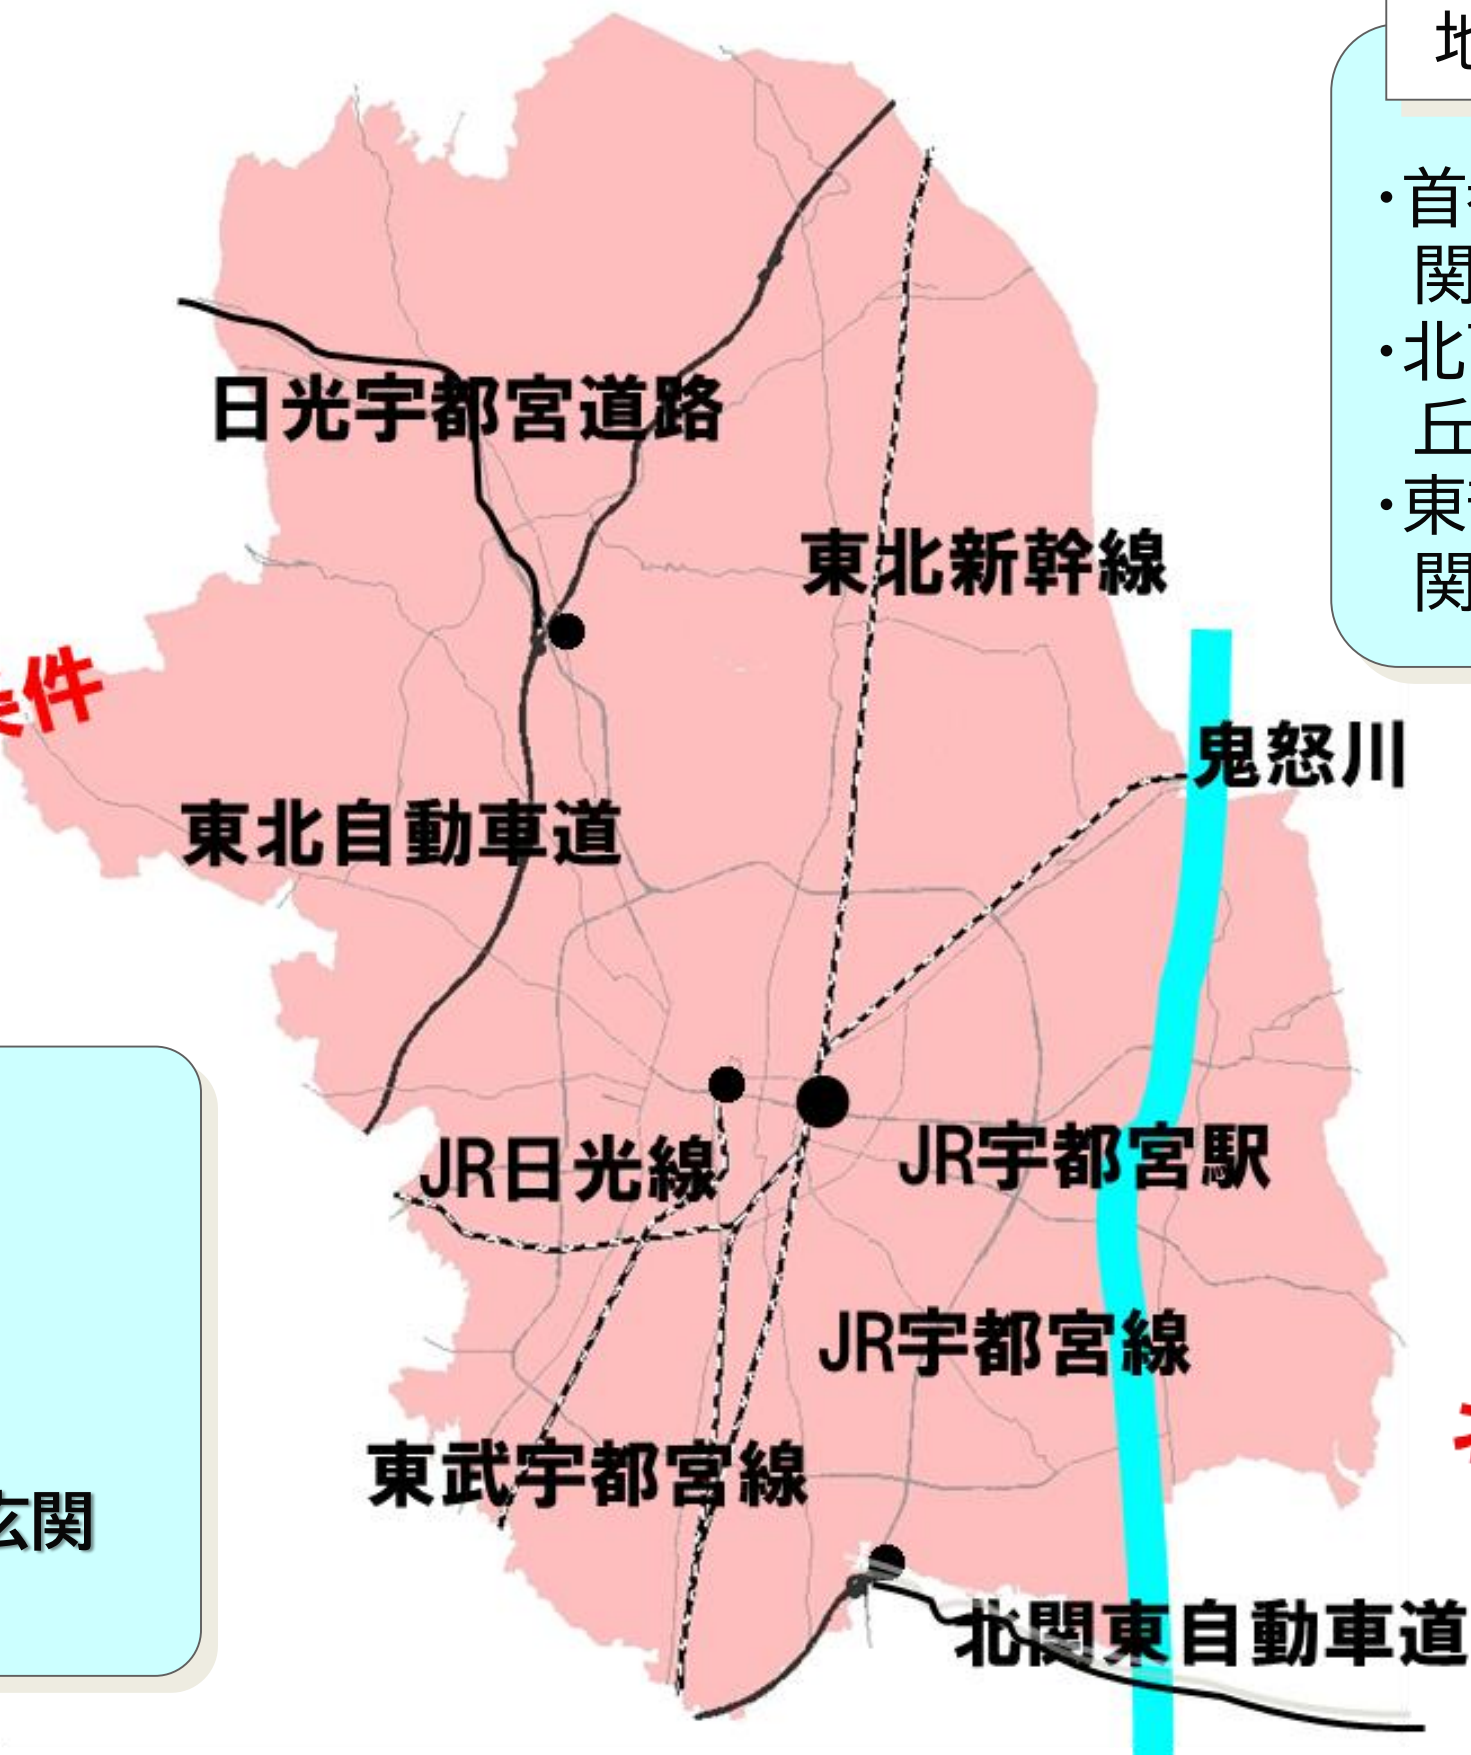 地
・首
関
・北
丘
・東
関
日光宇都宮道路
東北新幹線
条件
鬼怒川
東北自動車道
JR日光線
JR宇都宮駅
JR宇都宮線
東武宇都宮線
玄関
北関東自動車道